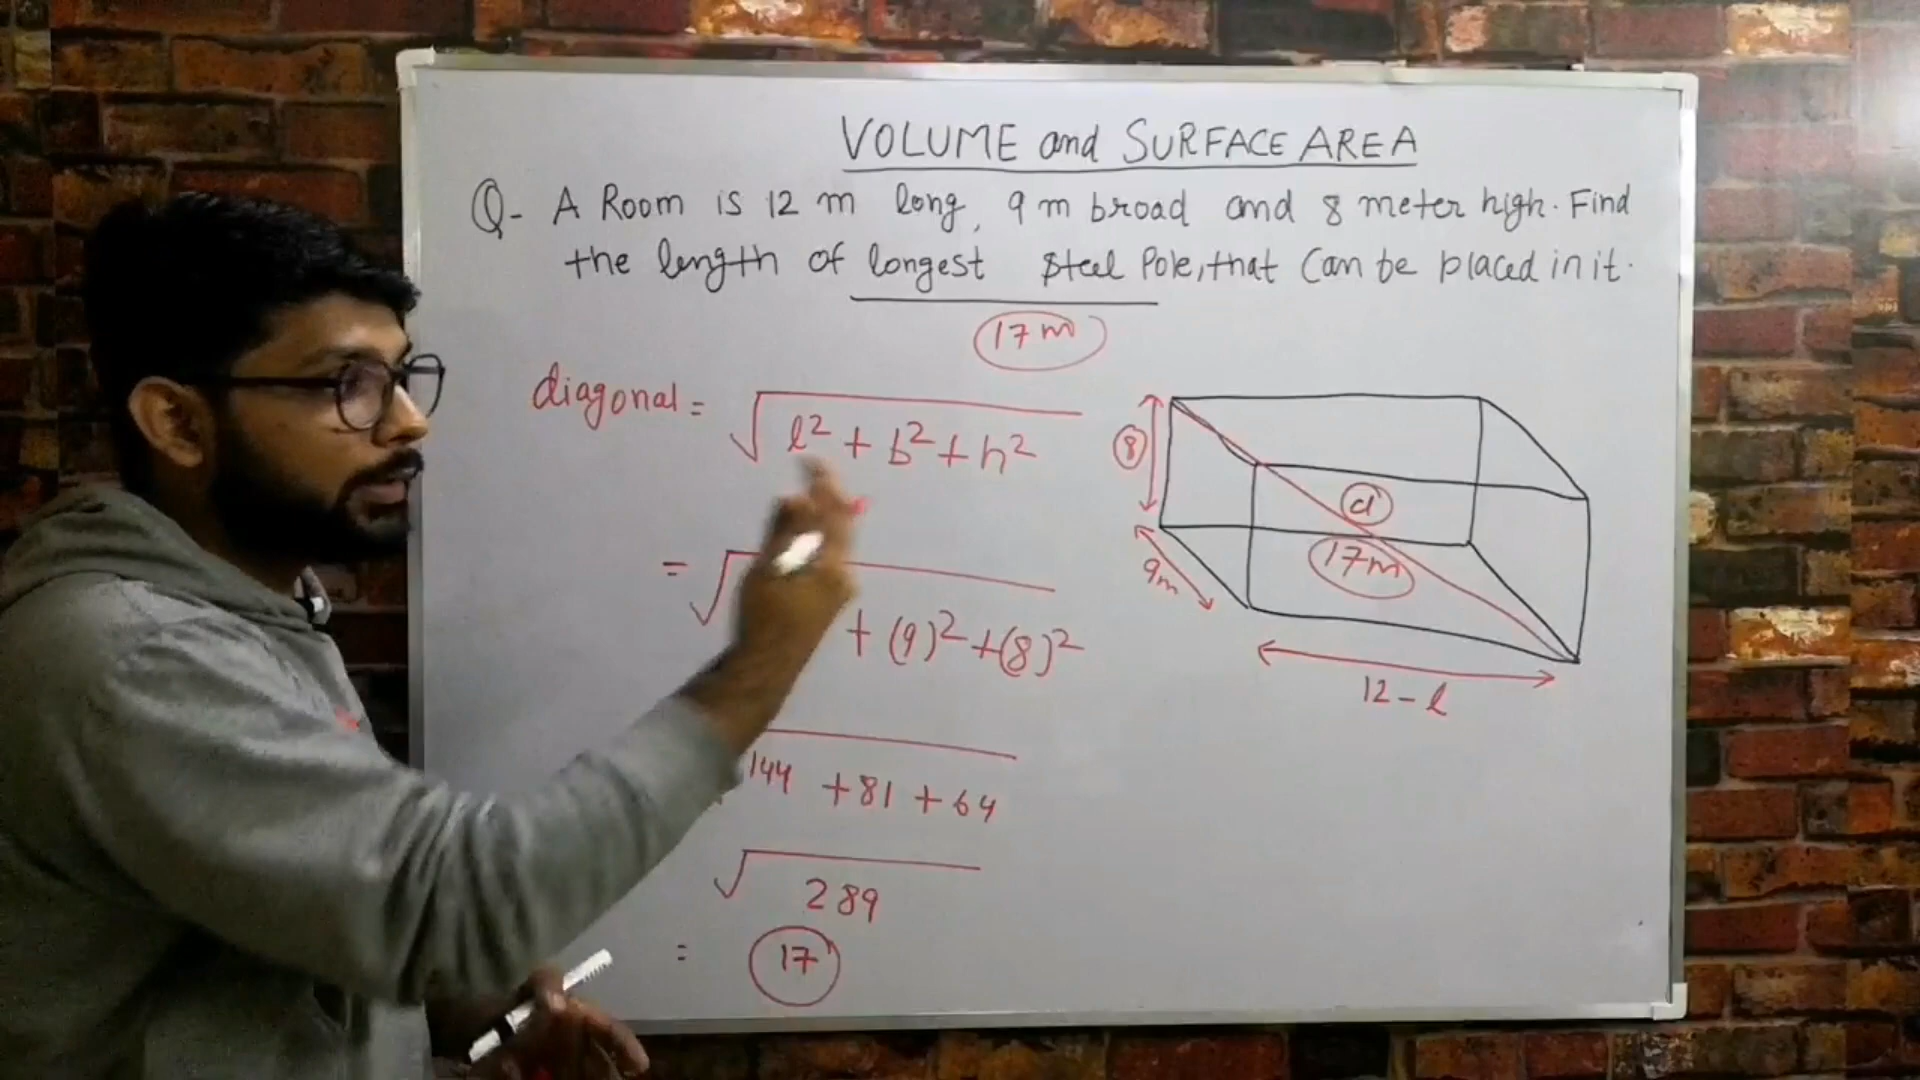 VOLUME and SURFACE AREA
Q- A Room is 12 m long, 9 m broad and 8 meter high. Find
the length of longest Steel Pole, that can be placed in it.
17 m
diagonal = √ l² + b² + h²
= √ + (9)² + (8)²
144 + 81 + 64
√ 289
= 17
8
9m
d
17m
12 - l